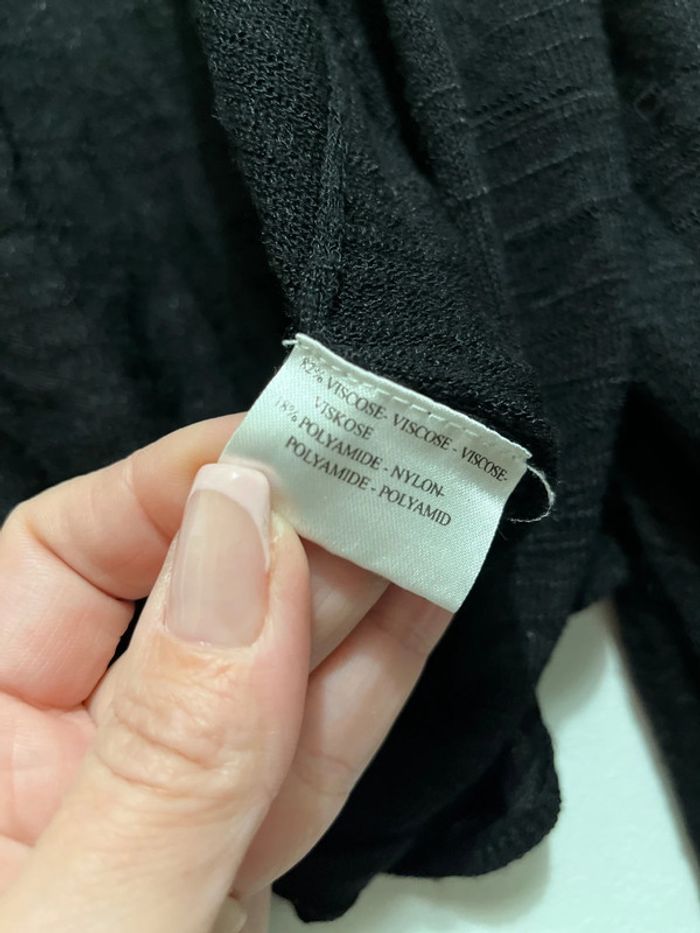 82% VISCOSE- VISCOSE - VISCOSE-
VISKOSE
18% POLYAMIDE - NYLON-
POLYAMIDE - POLYAMID